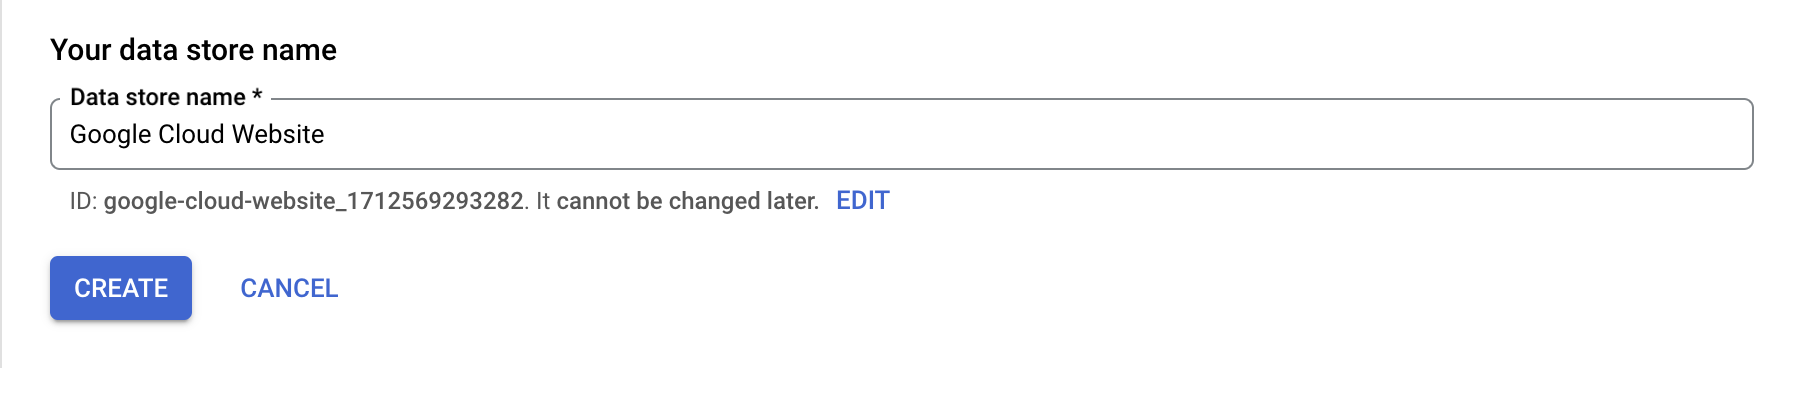 Your data store name
Data store name *
Google Cloud Website
ID: google-cloud-website_1712569293282. It cannot be changed later. EDIT
CREATE CANCEL